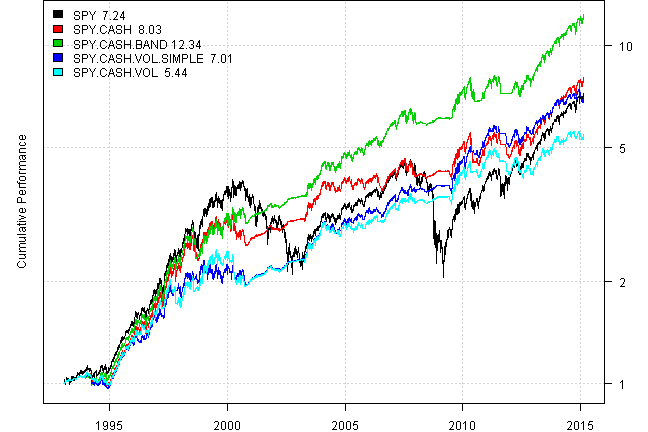 SPY 7.24
SPY.CASH 8.03
SPY.CASH.BAND 12.34
SPY.CASH.VOL.SIMPLE 7.01
SPY.CASH.VOL 5.44
Cumulative Performance
10
5
2
1
1995 2000 2005 2010 2015